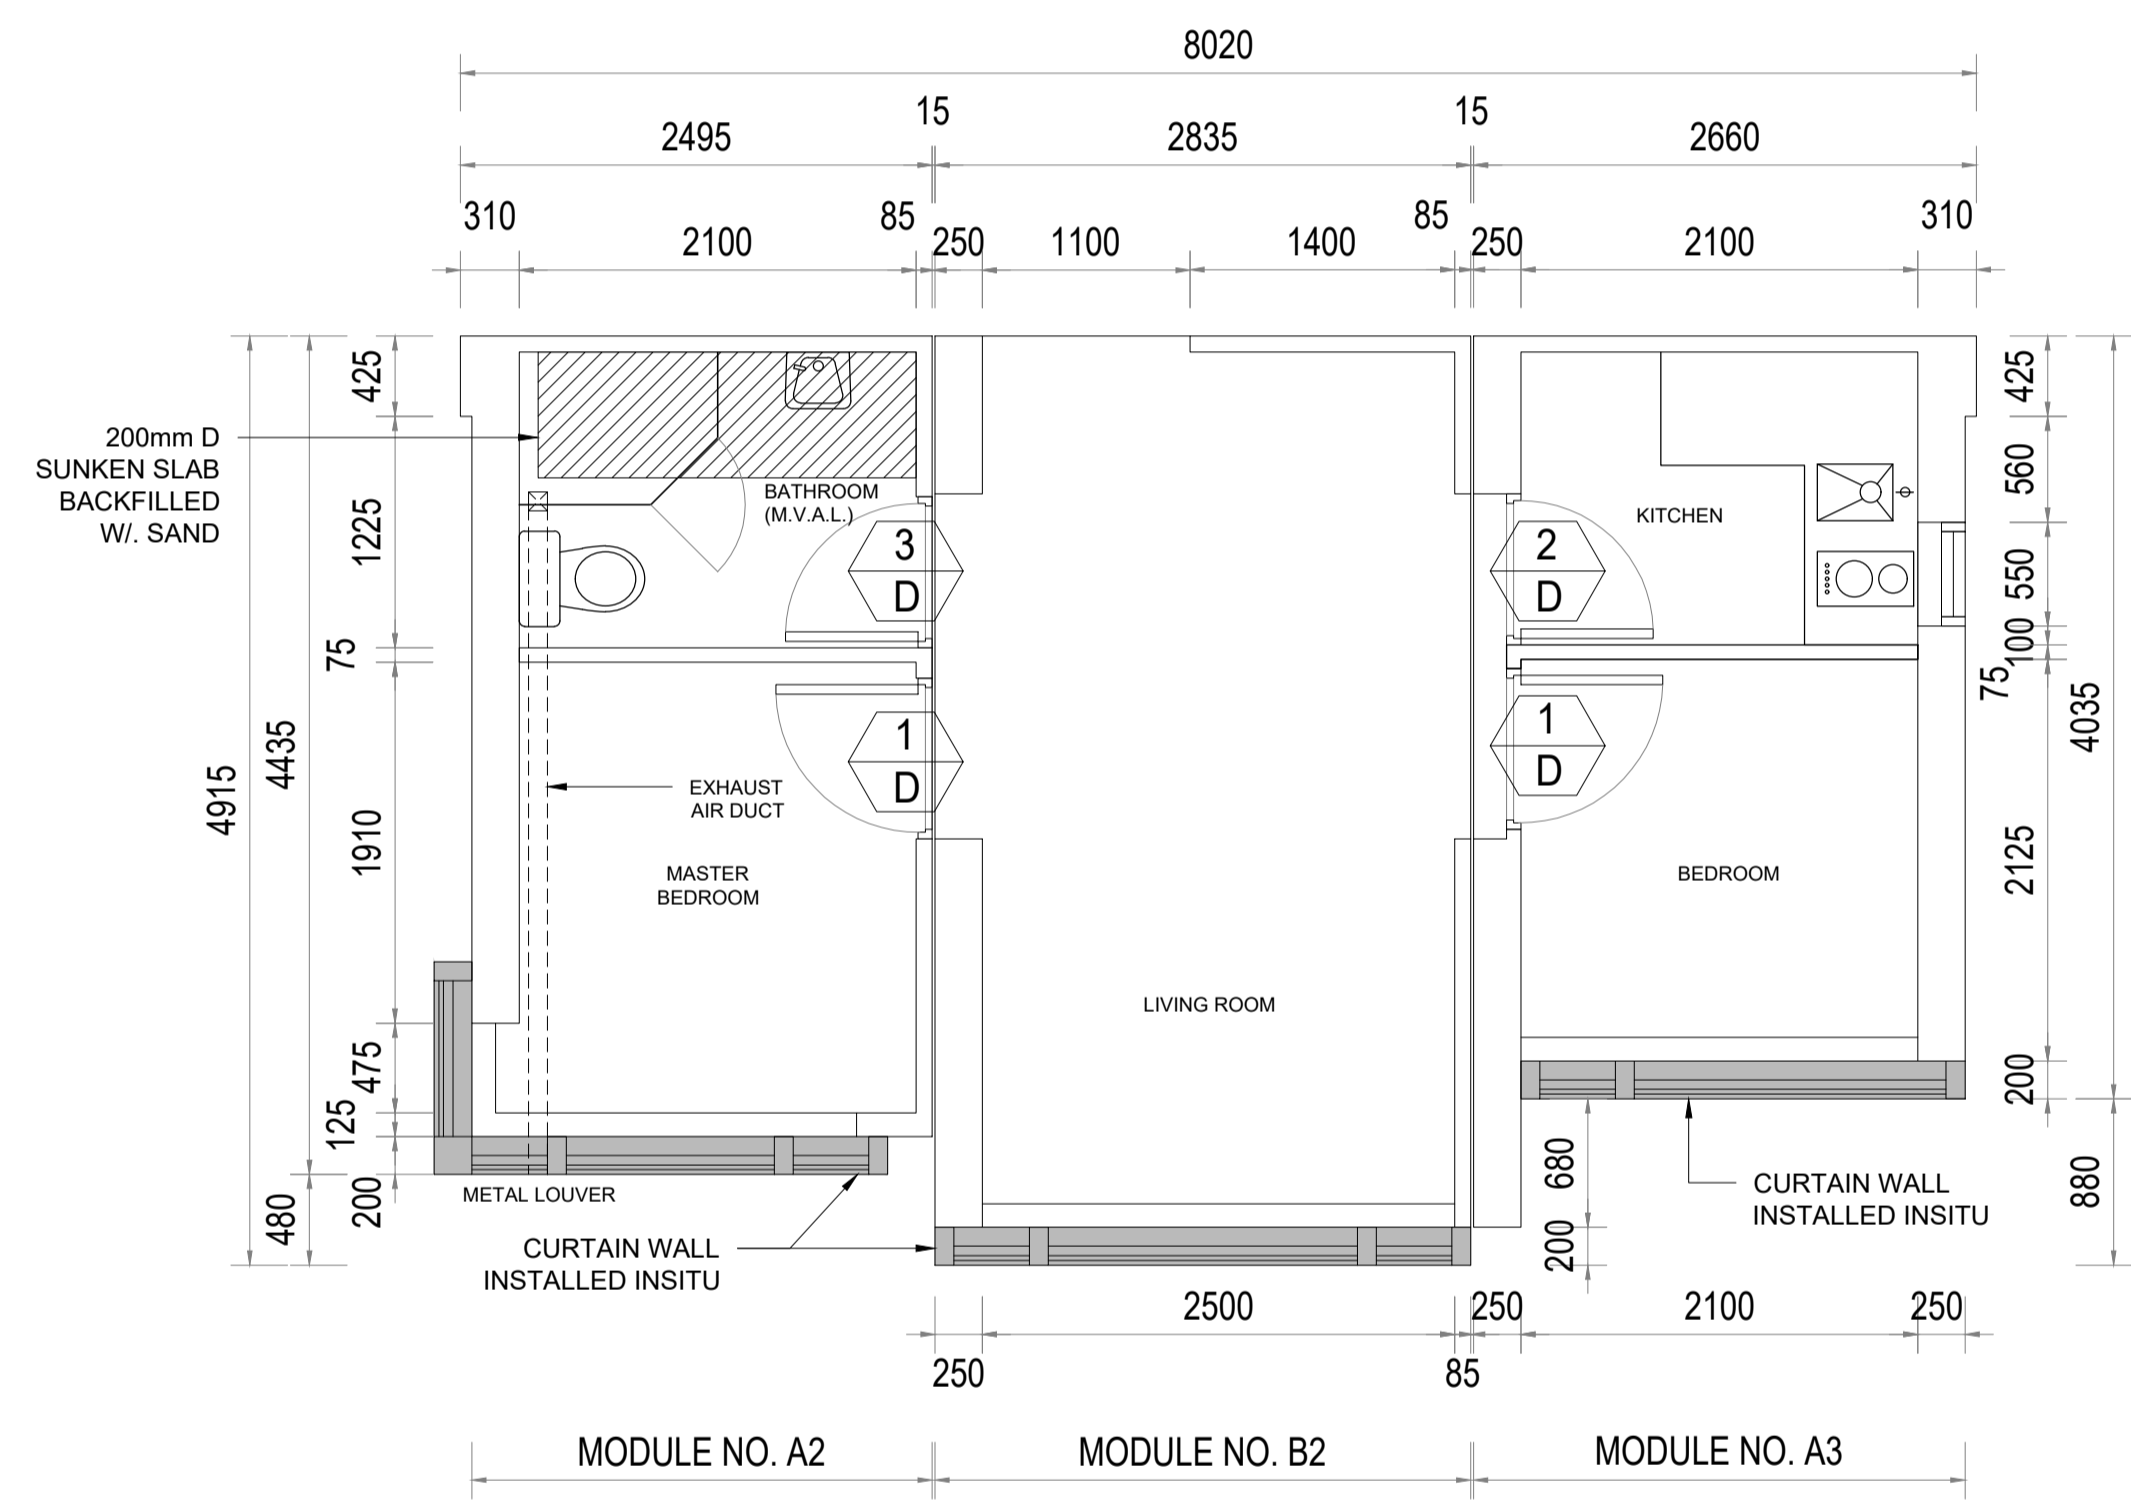 8020
15
15
2495
2835
2660
310
85
85
310
2100
250
1100
1400
250
2100
425
425
200mm D
SUNKEN SLAB
BACKFILLED
W/. SAND
560
BATHROOM
(M.V.A.L.)
KITCHEN
1225
3
D
2
D
550
100
75
75
4435
4035
4915
1
D
1
D
EXHAUST
AIR DUCT
1910
2125
MASTER
BEDROOM
BEDROOM
LIVING ROOM
475
125
200
200
480
METAL LOUVER
680
200
880
CURTAIN WALL
INSTALLED INSITU
CURTAIN WALL
INSTALLED INSITU
2500
250
2100
250
250
85
MODULE NO. A2
MODULE NO. B2
MODULE NO. A3